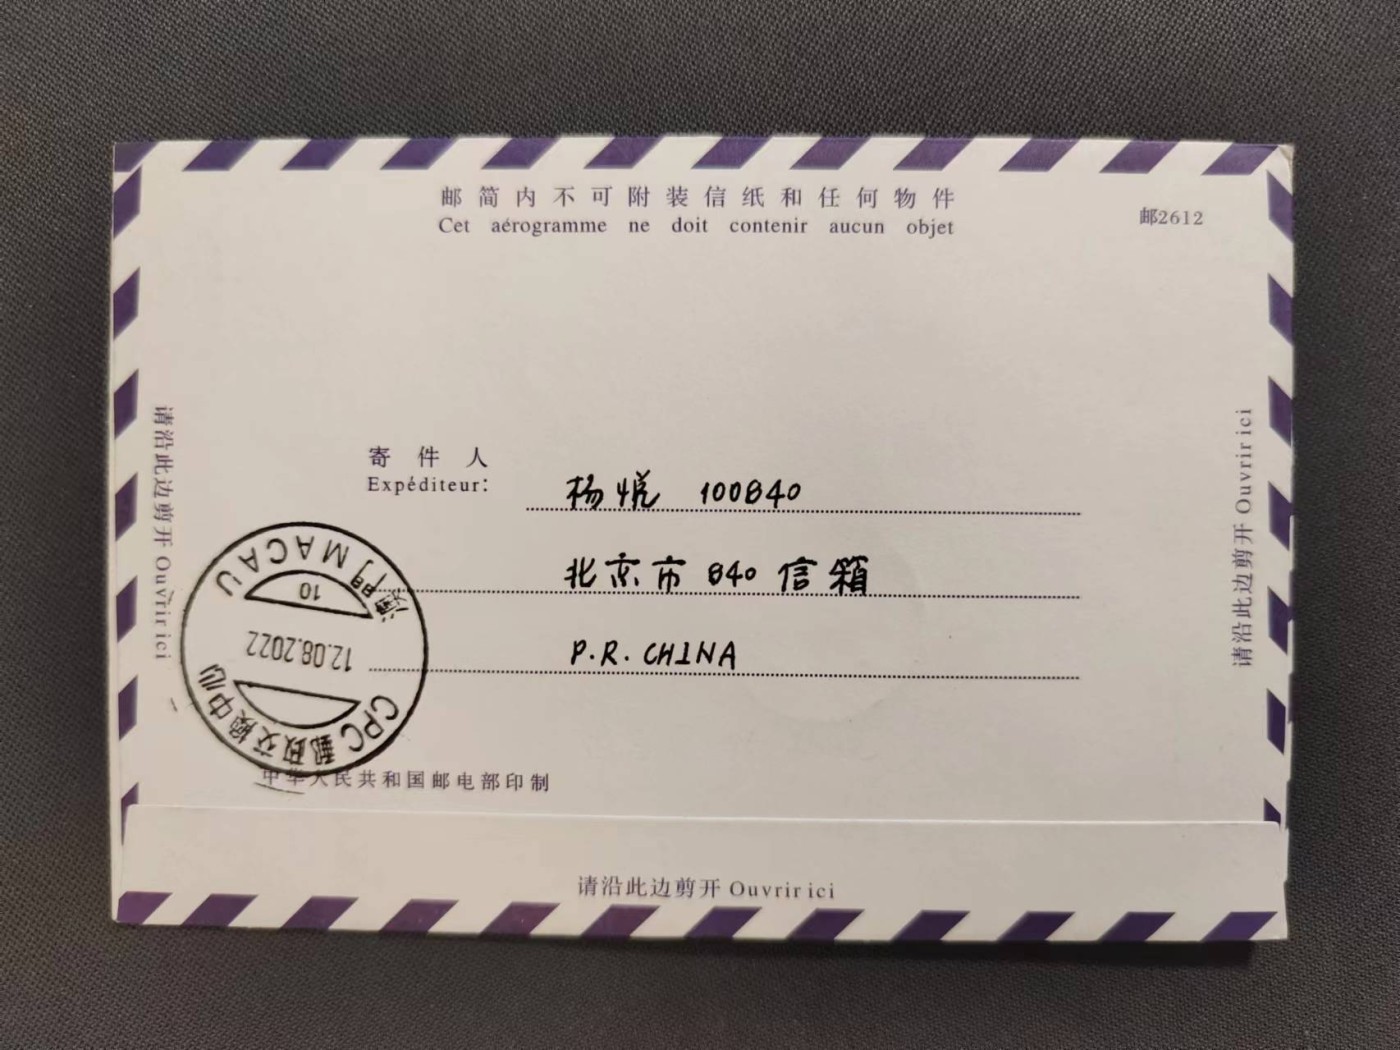 邮简内不可附装信纸和任何物件
Cet aérogramme ne doit contenir aucun objet
邮2612
请沿此边剪开 Ouvrir ici
请沿此边剪开 Ouvrir ici
寄件人
Expéditeur:
杨悦 100840
北京市 840 信箱
P.R. CHINA
澳門 MACAU
10
12.08.2022
CPC 郵政交換中心
中华人民共和国邮电部印制
请沿此边剪开 Ouvrir ici